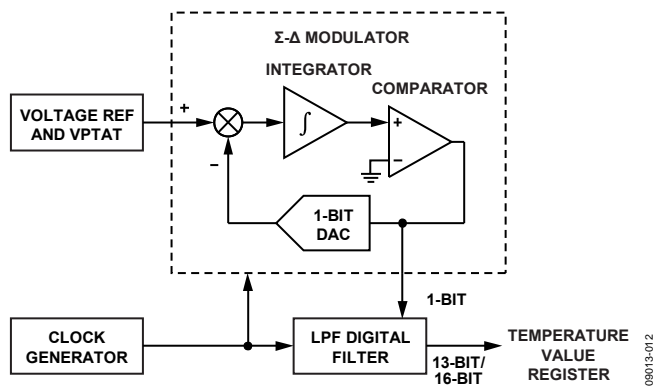 Σ-Δ MODULATOR
INTEGRATOR
COMPARATOR
VOLTAGE REF
AND VPTAT
+
−
∫
+
−
1-BIT
DAC
1-BIT
CLOCK
GENERATOR
LPF DIGITAL
FILTER
13-BIT/
16-BIT
TEMPERATURE
VALUE
REGISTER
09013-012